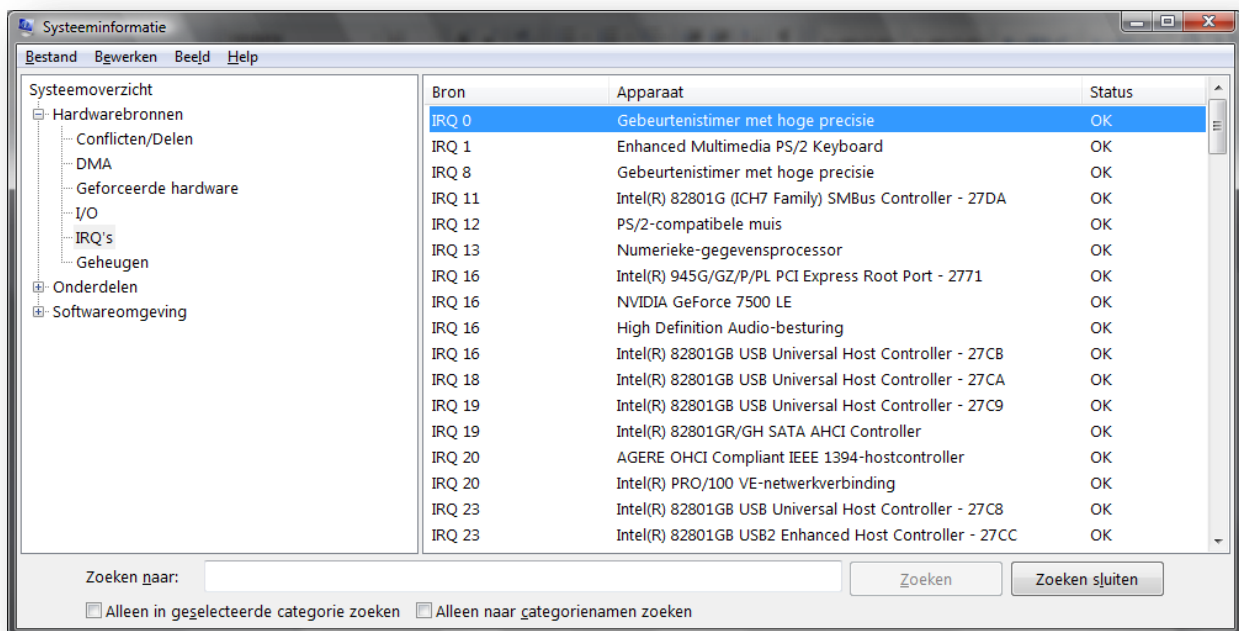 Systeeminformatie
Bestand Bewerken Beeld Help
Systeemoverzicht
Hardwarebronnen
Conflicten/Delen
DMA
Geforceerde hardware
I/O
IRQ's
Geheugen
Onderdelen
Softwareomgeving
Bron Apparaat Status
IRQ 0 Gebeurtenistimer met hoge precisie OK
IRQ 1 Enhanced Multimedia PS/2 Keyboard OK
IRQ 8 Gebeurtenistimer met hoge precisie OK
IRQ 11 Intel(R) 82801G (ICH7 Family) SMBus Controller - 27DA OK
IRQ 12 PS/2-compatibele muis OK
IRQ 13 Numerieke-gegevensprocessor OK
IRQ 16 Intel(R) 945G/GZ/P/PL PCI Express Root Port - 2771 OK
IRQ 16 NVIDIA GeForce 7500 LE OK
IRQ 16 High Definition Audio-besturing OK
IRQ 16 Intel(R) 82801GB USB Universal Host Controller - 27CB OK
IRQ 18 Intel(R) 82801GB USB Universal Host Controller - 27CA OK
IRQ 19 Intel(R) 82801GB USB Universal Host Controller - 27C9 OK
IRQ 19 Intel(R) 82801GR/GH SATA AHCI Controller OK
IRQ 20 AGERE OHCI Compliant IEEE 1394-hostcontroller OK
IRQ 20 Intel(R) PRO/100 VE-netwerkverbinding OK
IRQ 23 Intel(R) 82801GB USB Universal Host Controller - 27C8 OK
IRQ 23 Intel(R) 82801GB USB2 Enhanced Host Controller - 27CC OK
Zoeken naar: Zoeken Zoeken sluiten
Alleen in geselecteerde categorie zoeken Alleen naar categorienamen zoeken